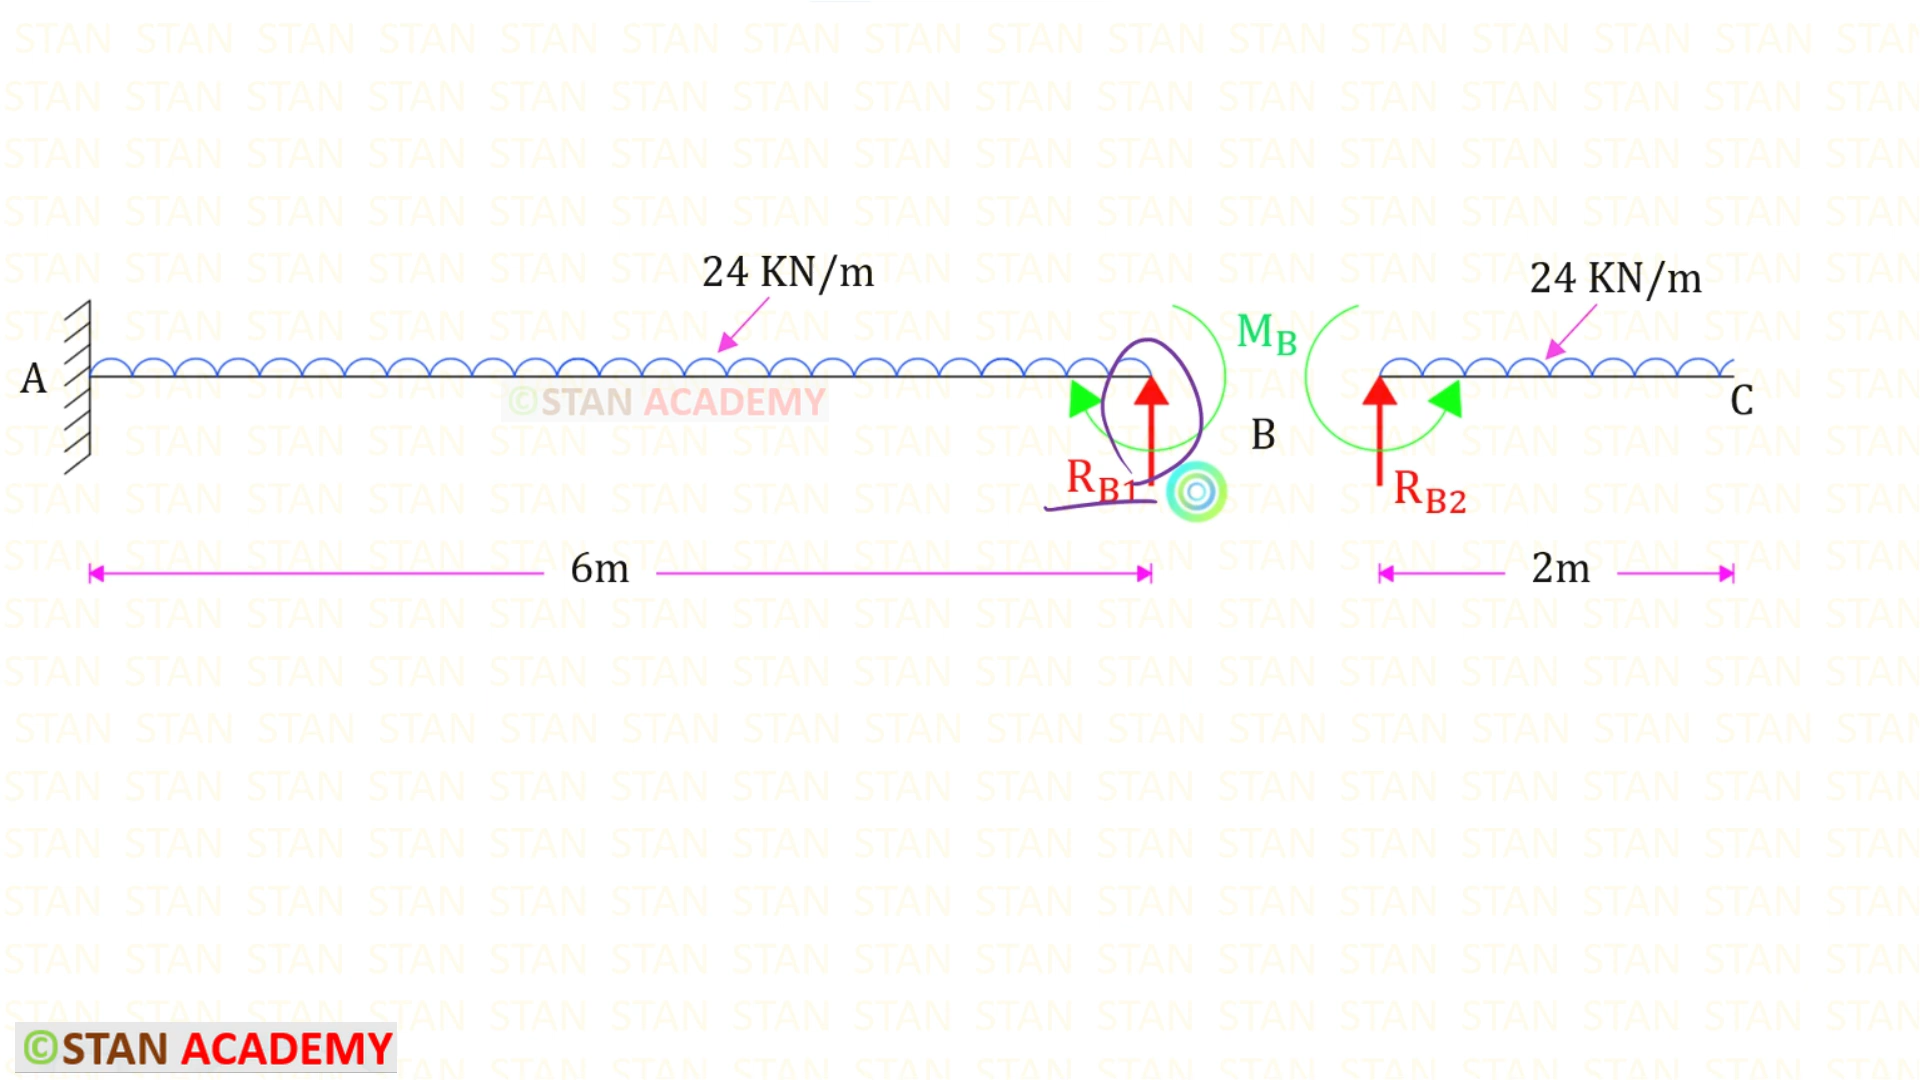 24 KN/m
24 KN/m
A
©STAN ACADEMY
M_B
B
C
R_B1
R_B2
6m
2m
©STAN ACADEMY